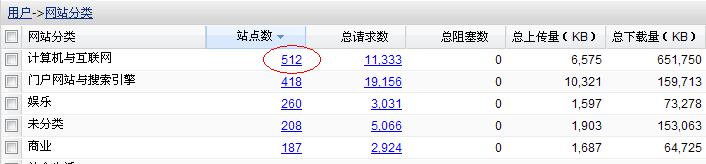 用户->网站分类
网站分类 站点数 总请求数 总阻塞数 总上传量(KB) 总下载量(KB)
计算机与互联网 512 11,333 0 6,575 651,750
门户网站与搜索引擎 418 19,156 0 10,321 159,713
娱乐 260 3,031 0 1,597 73,278
未分类 208 5,066 0 1,903 153,063
商业 187 2,924 0 1,687 64,725